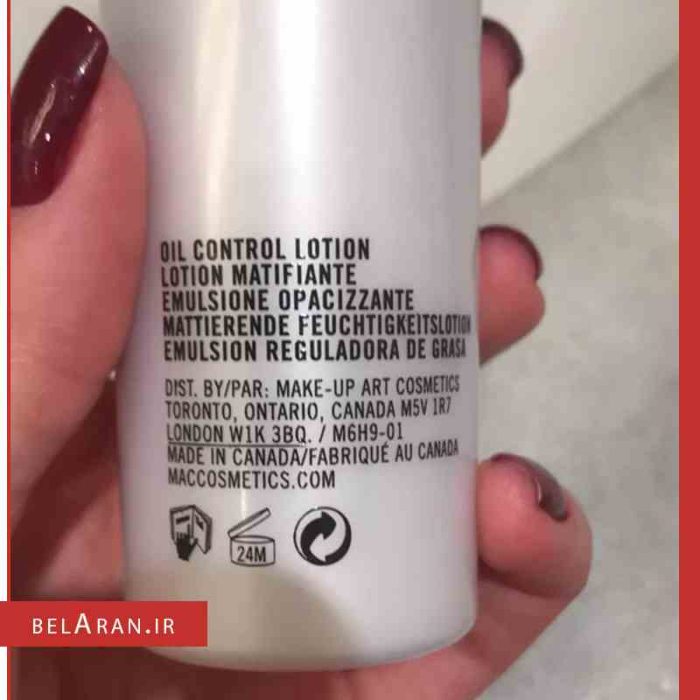 OIL CONTROL LOTION
LOTION MATIFIANTE
EMULSIONE OPACIZZANTE
MATTIERENDE FEUCHTIGKEITSLOTION
EMULSION REGULADORA DE GRASA
DIST. BY/PAR: MAKE-UP ART COSMETICS
TORONTO, ONTARIO, CANADA M5V 1R7
LONDON W1K 3BQ. / M6H9-01
MADE IN CANADA/FABRIQUÉ AU CANADA
MACCOSMETICS.COM
24M
BELARAN.IR